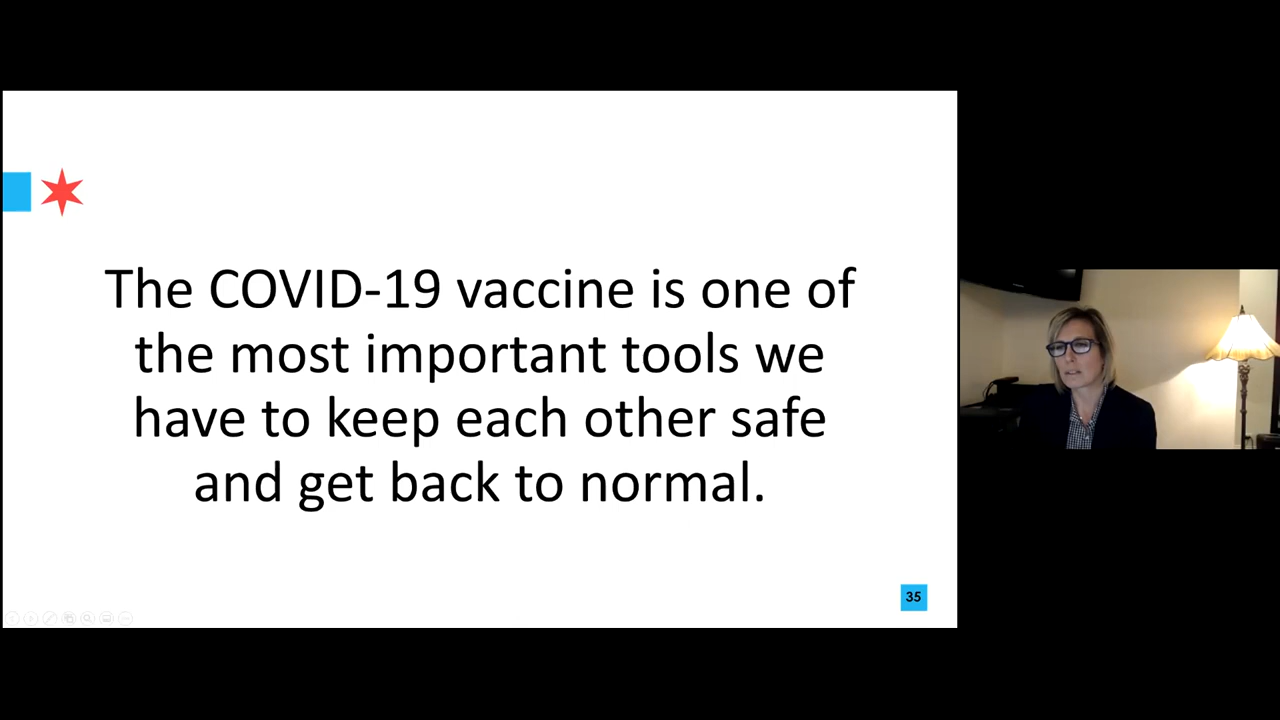 The COVID-19 vaccine is one of
the most important tools we
have to keep each other safe
and get back to normal.
35